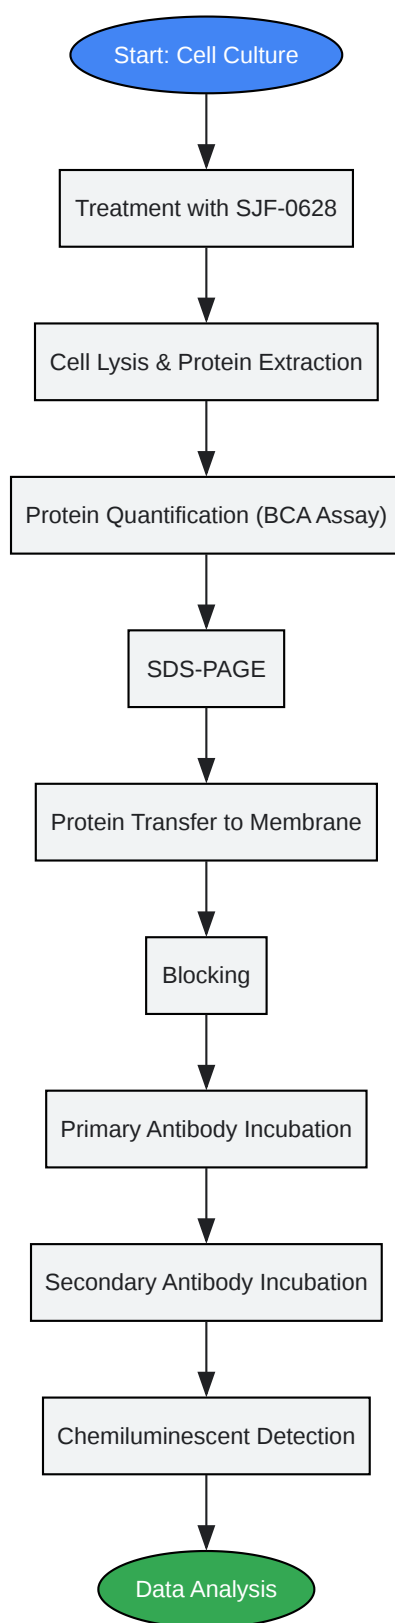 Start: Cell Culture
Treatment with SJF-0628
Cell Lysis & Protein Extraction
Protein Quantification (BCA Assay)
SDS-PAGE
Protein Transfer to Membrane
Blocking
Primary Antibody Incubation
Secondary Antibody Incubation
Chemiluminescent Detection
Data Analysis